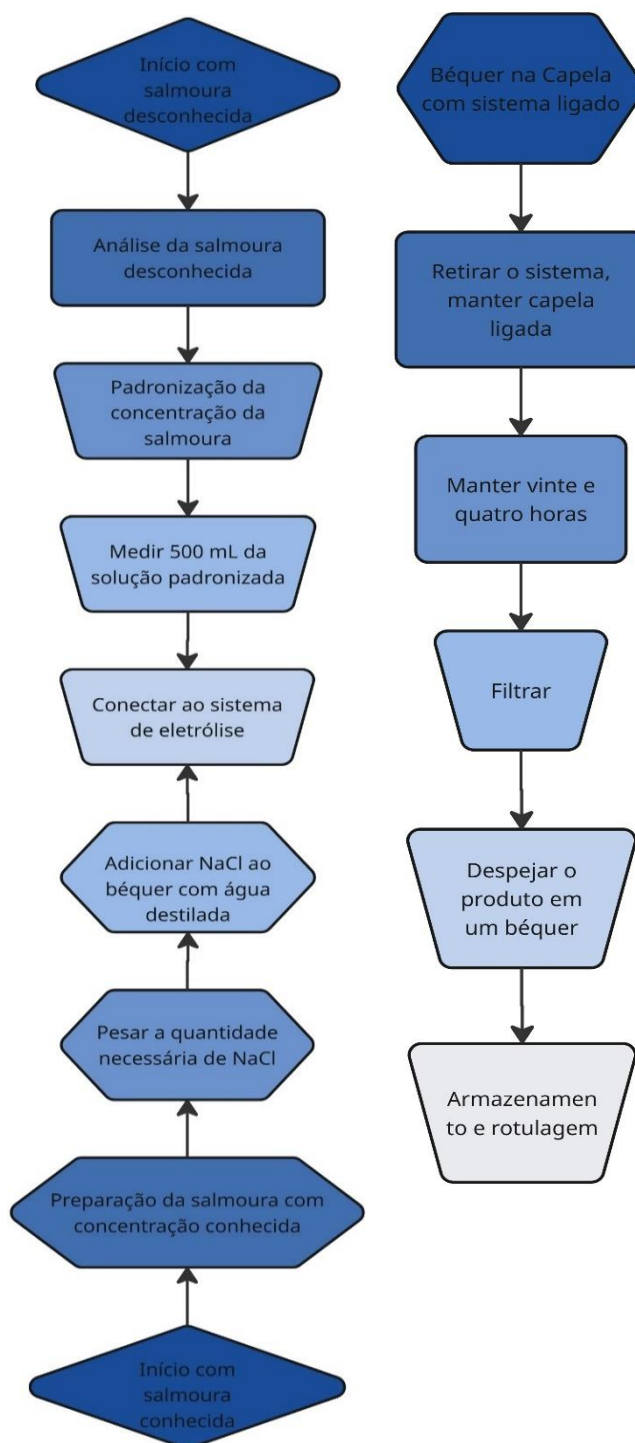 Início com
salmoura
desconhecida
Análise da salmoura
desconhecida
Padronização da
concentração da
salmoura
Medir 500 mL da
solução padronizada
Conectar ao sistema
de eletrólise
Adicionar NaCl ao
béquer com água
destilada
Pesar a quantidade
necessária de NaCl
Preparação da salmoura com
concentração conhecida
Início com
salmoura
conhecida
Béquer na Capela
com sistema ligado
Retirar o sistema,
manter capela
ligada
Manter vinte e
quatro horas
Filtrar
Despejar o
produto em
um béquer
Armazenamen
to e rotulagem